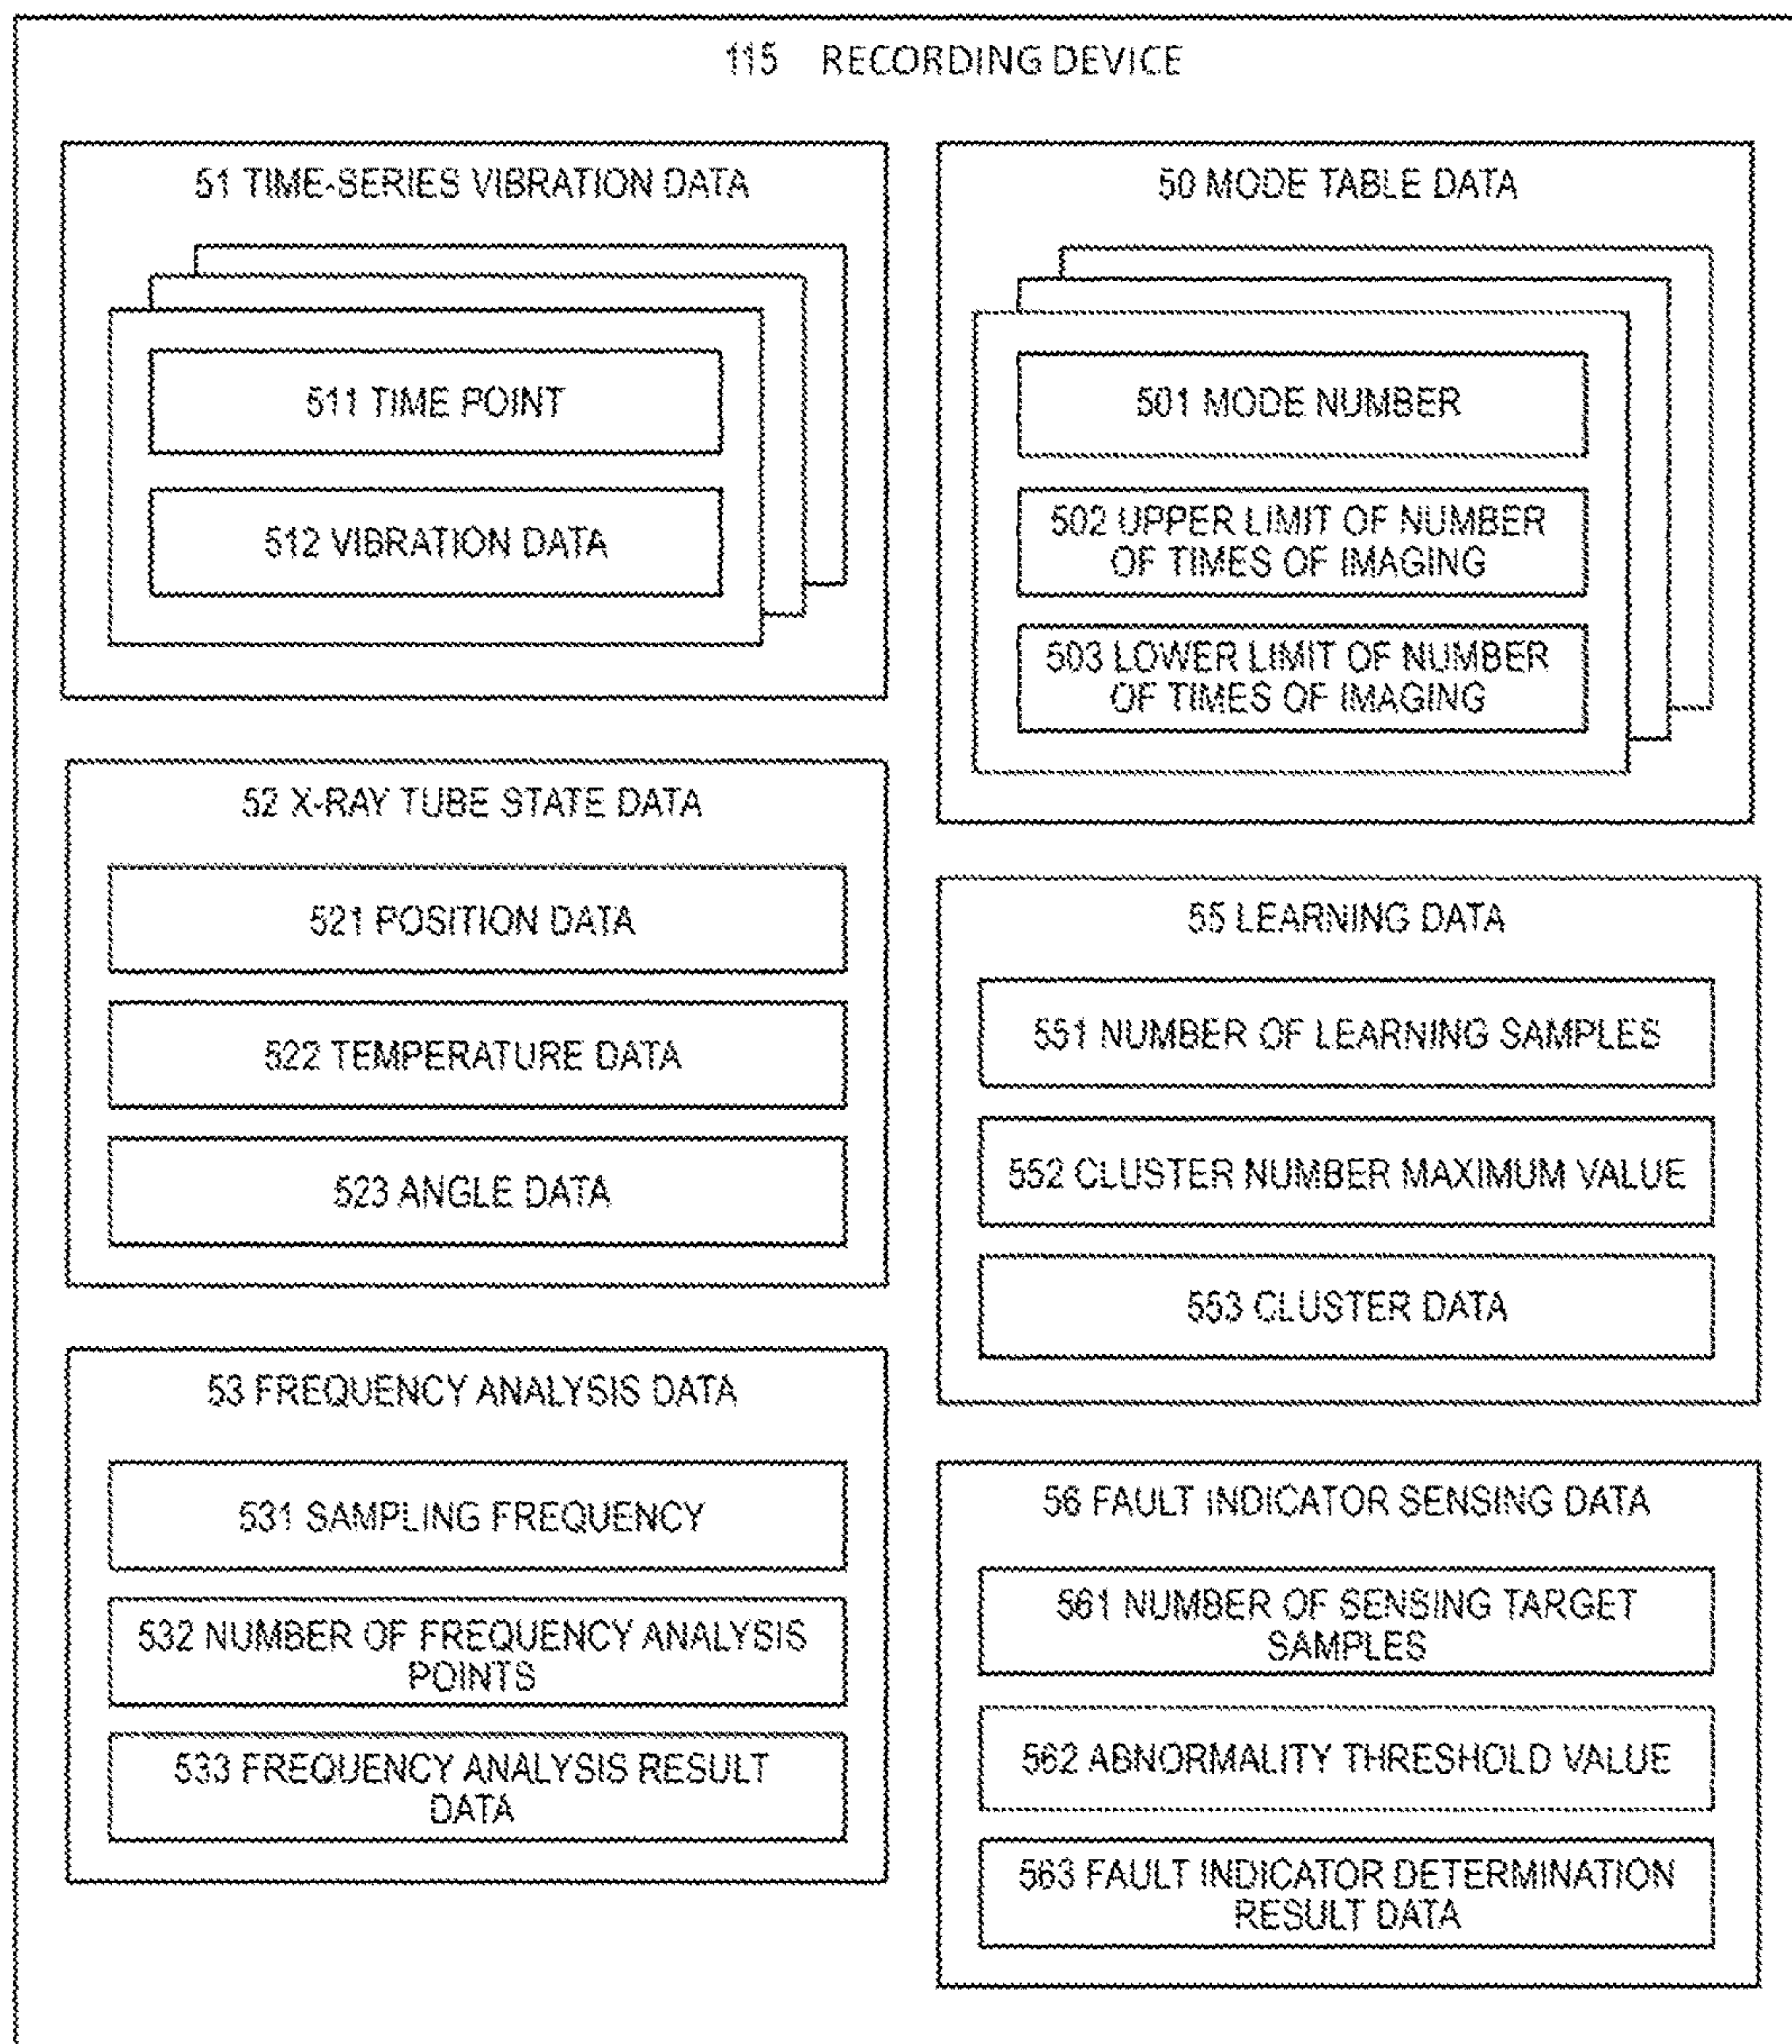 115 RECORDING DEVICE
51 TIME-SERIES VIBRATION DATA
511 TIME POINT
512 VIBRATION DATA
52 X-RAY TUBE STATE DATA
521 POSITION DATA
522 TEMPERATURE DATA
523 ANGLE DATA
53 FREQUENCY ANALYSIS DATA
531 SAMPLING FREQUENCY
532 NUMBER OF FREQUENCY ANALYSIS
POINTS
533 FREQUENCY ANALYSIS RESULT
DATA
50 MODE TABLE DATA
501 MODE NUMBER
502 UPPER LIMIT OF NUMBER
OF TIMES OF IMAGING
503 LOWER LIMIT OF NUMBER
OF TIMES OF IMAGING
55 LEARNING DATA
551 NUMBER OF LEARNING SAMPLES
552 CLUSTER NUMBER MAXIMUM VALUE
553 CLUSTER DATA
56 FAULT INDICATOR SENSING DATA
561 NUMBER OF SENSING TARGET
SAMPLES
562 ABNORMALITY THRESHOLD VALUE
563 FAULT INDICATOR DETERMINATION
RESULT DATA